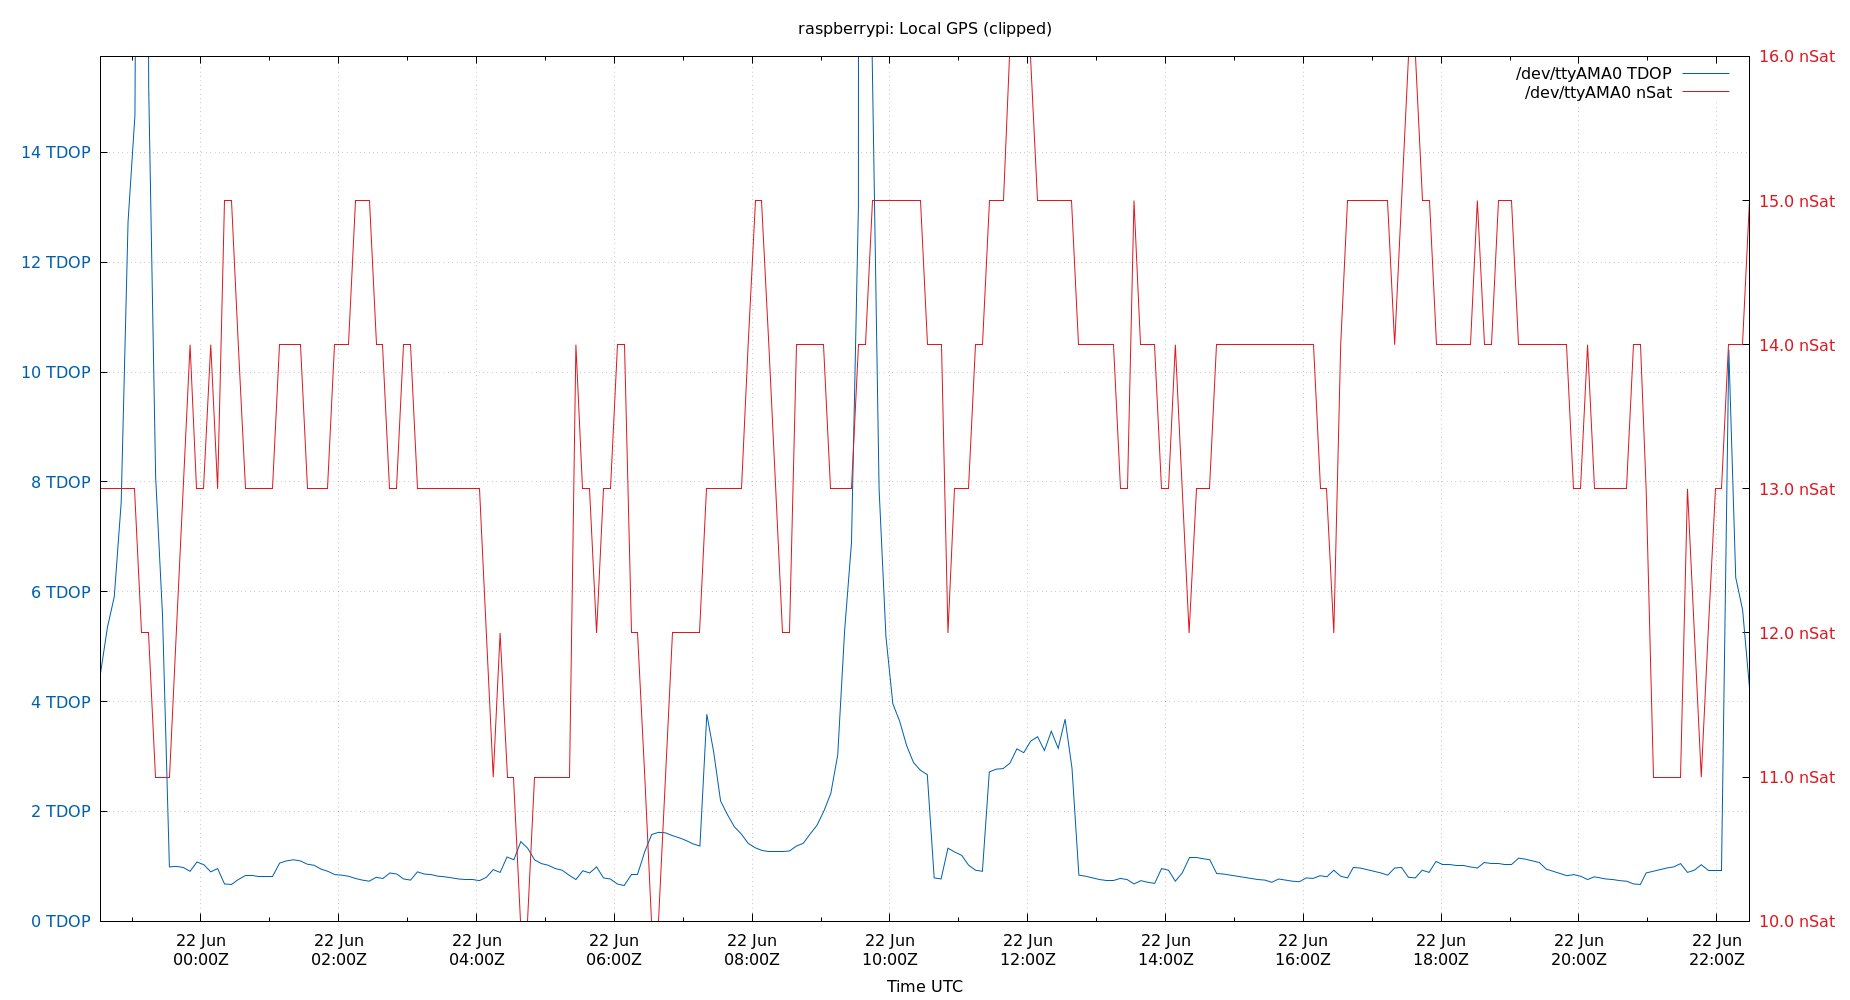 raspberrypi: Local GPS (clipped)
/dev/ttyAMA0 TDOP
/dev/ttyAMA0 nSat
14 TDOP
12 TDOP
10 TDOP
8 TDOP
6 TDOP
4 TDOP
2 TDOP
0 TDOP
16.0 nSat
15.0 nSat
14.0 nSat
13.0 nSat
12.0 nSat
11.0 nSat
10.0 nSat
22 Jun
00:00Z
22 Jun
02:00Z
22 Jun
04:00Z
22 Jun
06:00Z
22 Jun
08:00Z
22 Jun
10:00Z
22 Jun
12:00Z
22 Jun
14:00Z
22 Jun
16:00Z
22 Jun
18:00Z
22 Jun
20:00Z
22 Jun
22:00Z
Time UTC